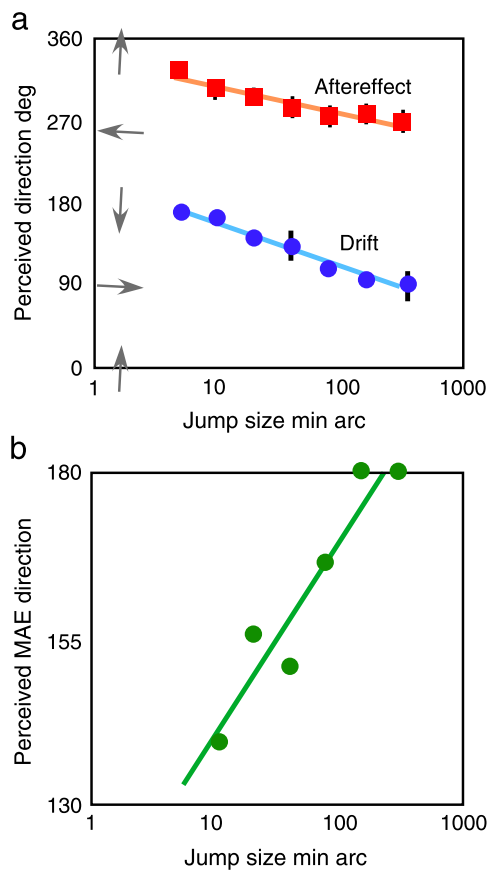 a
360
270
180
90
0
Perceived direction deg
Aftereffect
Drift
1
10
100
1000
Jump size min arc
b
180
155
130
Perceived MAE direction
1
10
100
1000
Jump size min arc